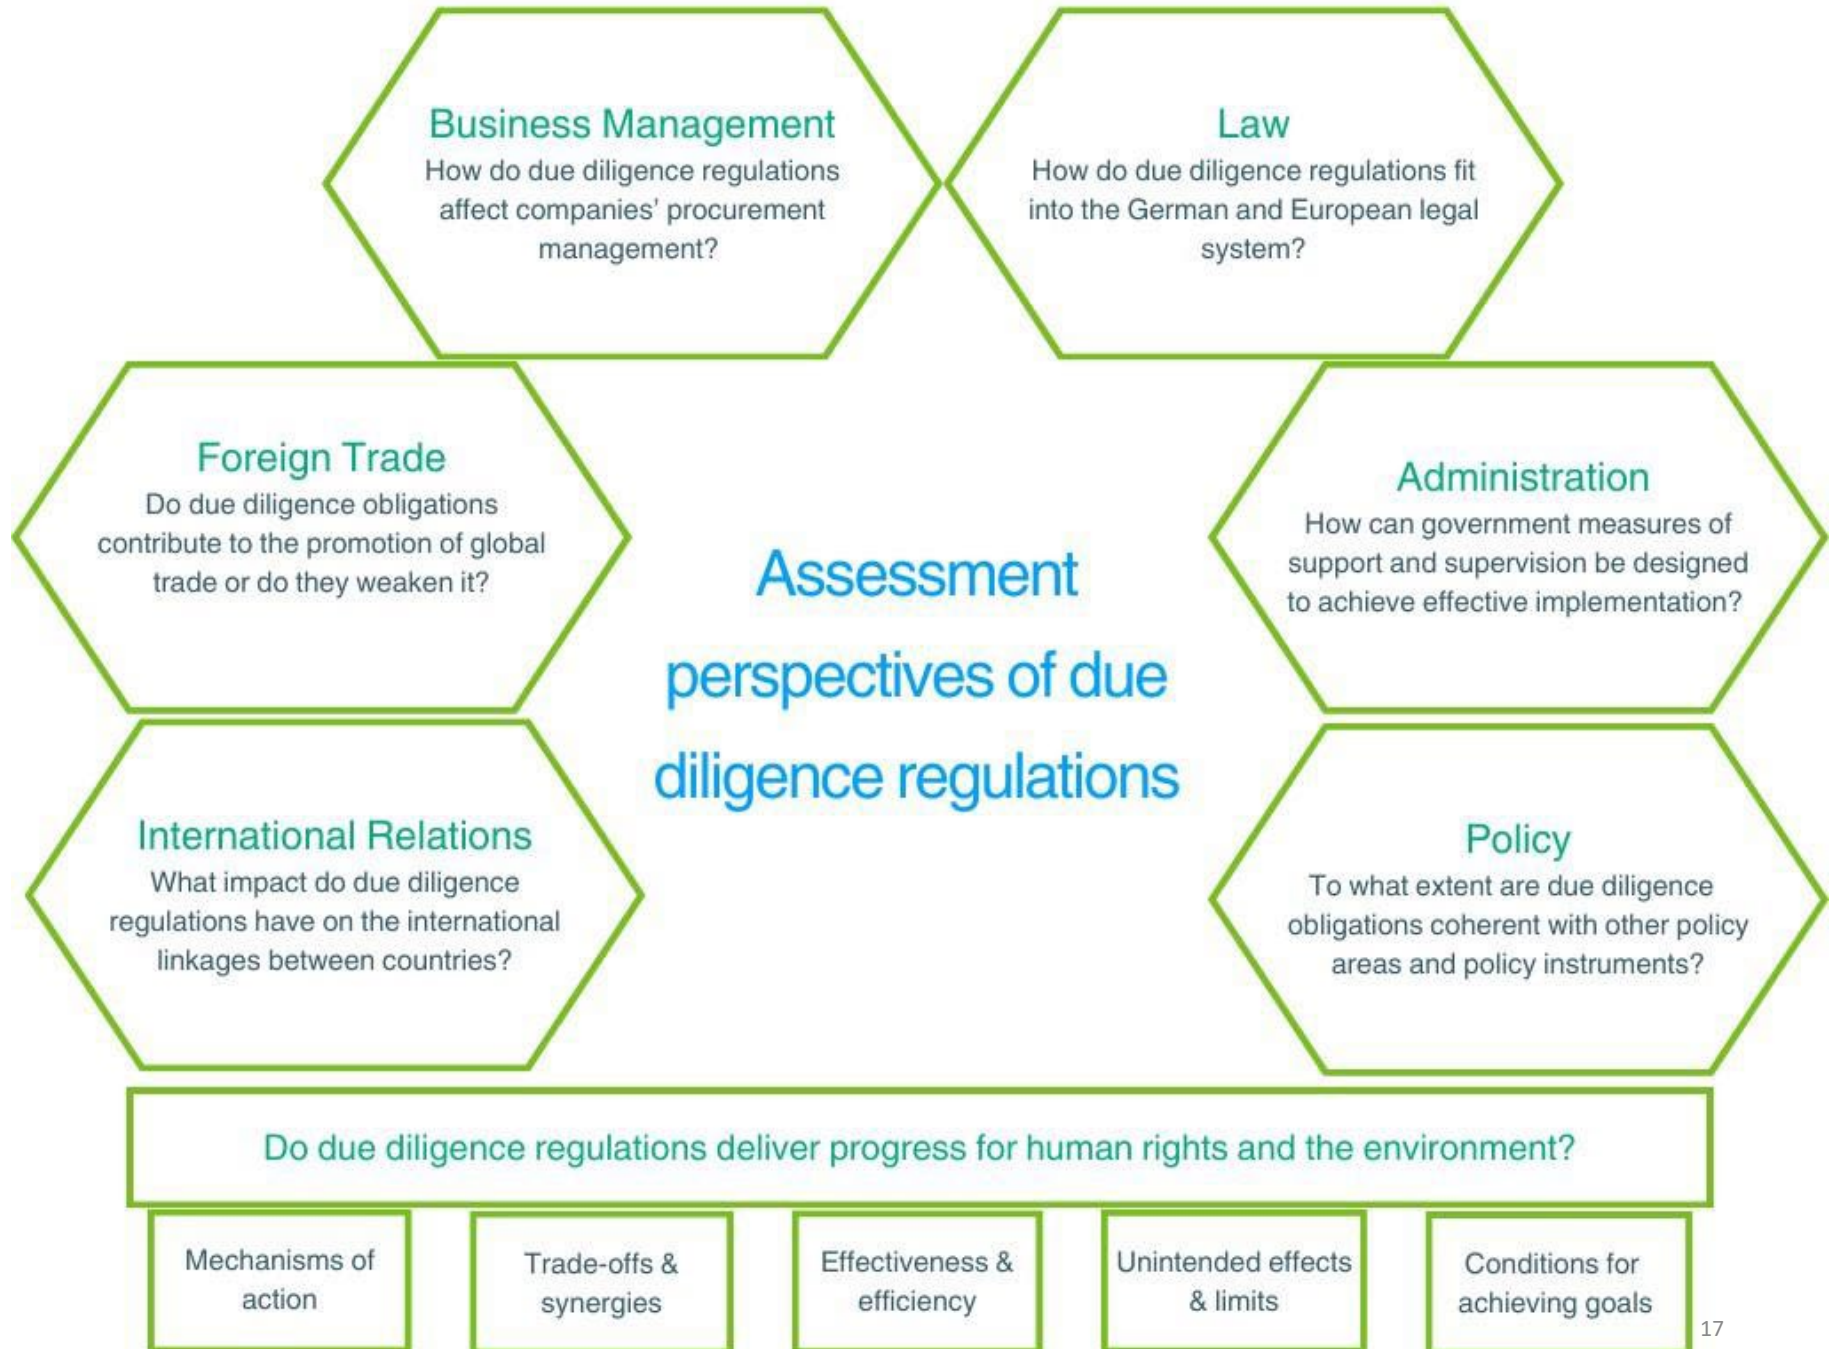 Business Management
How do due diligence regulations
affect companies' procurement
management?
Law
How do due diligence regulations fit
into the German and European legal
system?
Foreign Trade
Do due diligence obligations
contribute to the promotion of global
trade or do they weaken it?
Administration
How can government measures of
support and supervision be designed
to achieve effective implementation?
Assessment
perspectives of due
diligence regulations
International Relations
What impact do due diligence
regulations have on the international
linkages between countries?
Policy
To what extent are due diligence
obligations coherent with other policy
areas and policy instruments?
Do due diligence regulations deliver progress for human rights and the environment?
Mechanisms of
action
Trade-offs &
synergies
Effectiveness &
efficiency
Unintended effects
& limits
Conditions for
achieving goals
17